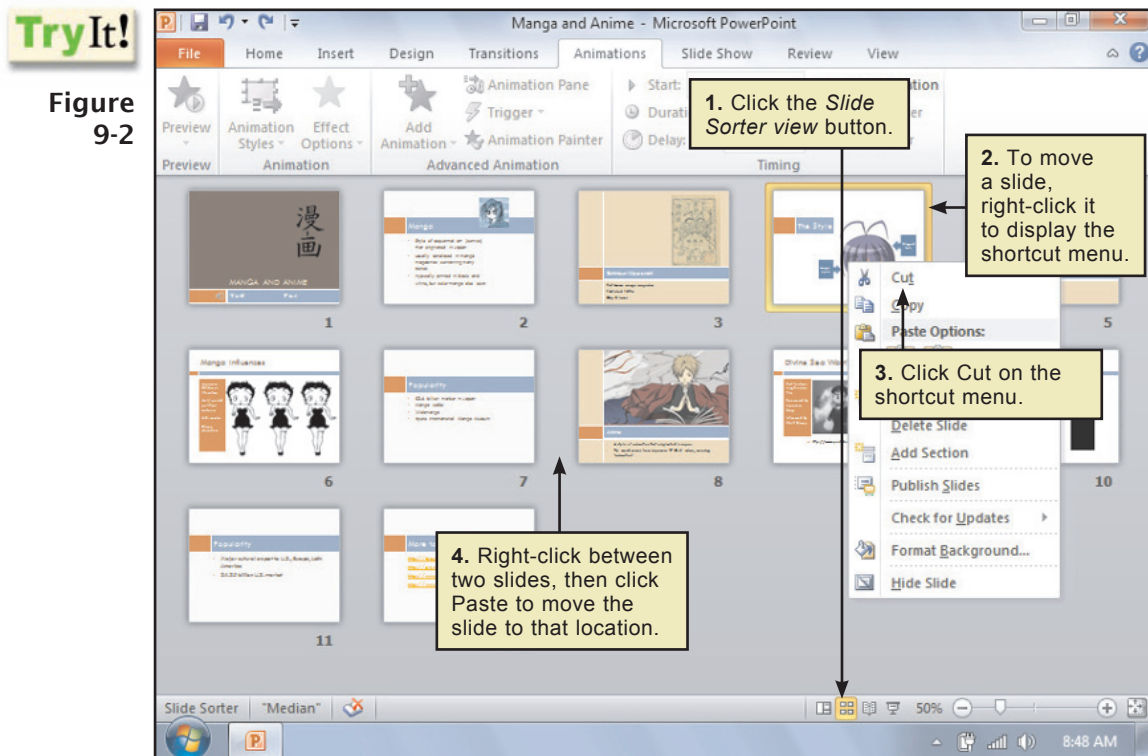 TryIt!
Figure
9-2
Manga and Anime - Microsoft PowerPoint
File Home Insert Design Transitions Animations Slide Show Review View
Preview
Animation Styles
Effect Options
Add Animation
Animation Pane
Trigger
Animation Painter
Start:
Delay:
Preview Animation Advanced Animation Timing
1. Click the Slide
Sorter view button.
2. To move
a slide,
right-click it
to display the
shortcut menu.
漫画
MANGA AND ANIME
1
Manga
2
3
The Style
5
Cut
Copy
Paste Options:
3. Click Cut on the
shortcut menu.
Delete Slide
Add Section
Publish Slides
Check for Updates
Format Background...
Hide Slide
Manga Influences
6
Popularity
7
Anime
8
10
4. Right-click between
two slides, then click
Paste to move the
slide to that location.
Popularity
11
Slide Sorter "Median" 50%
8:48 AM